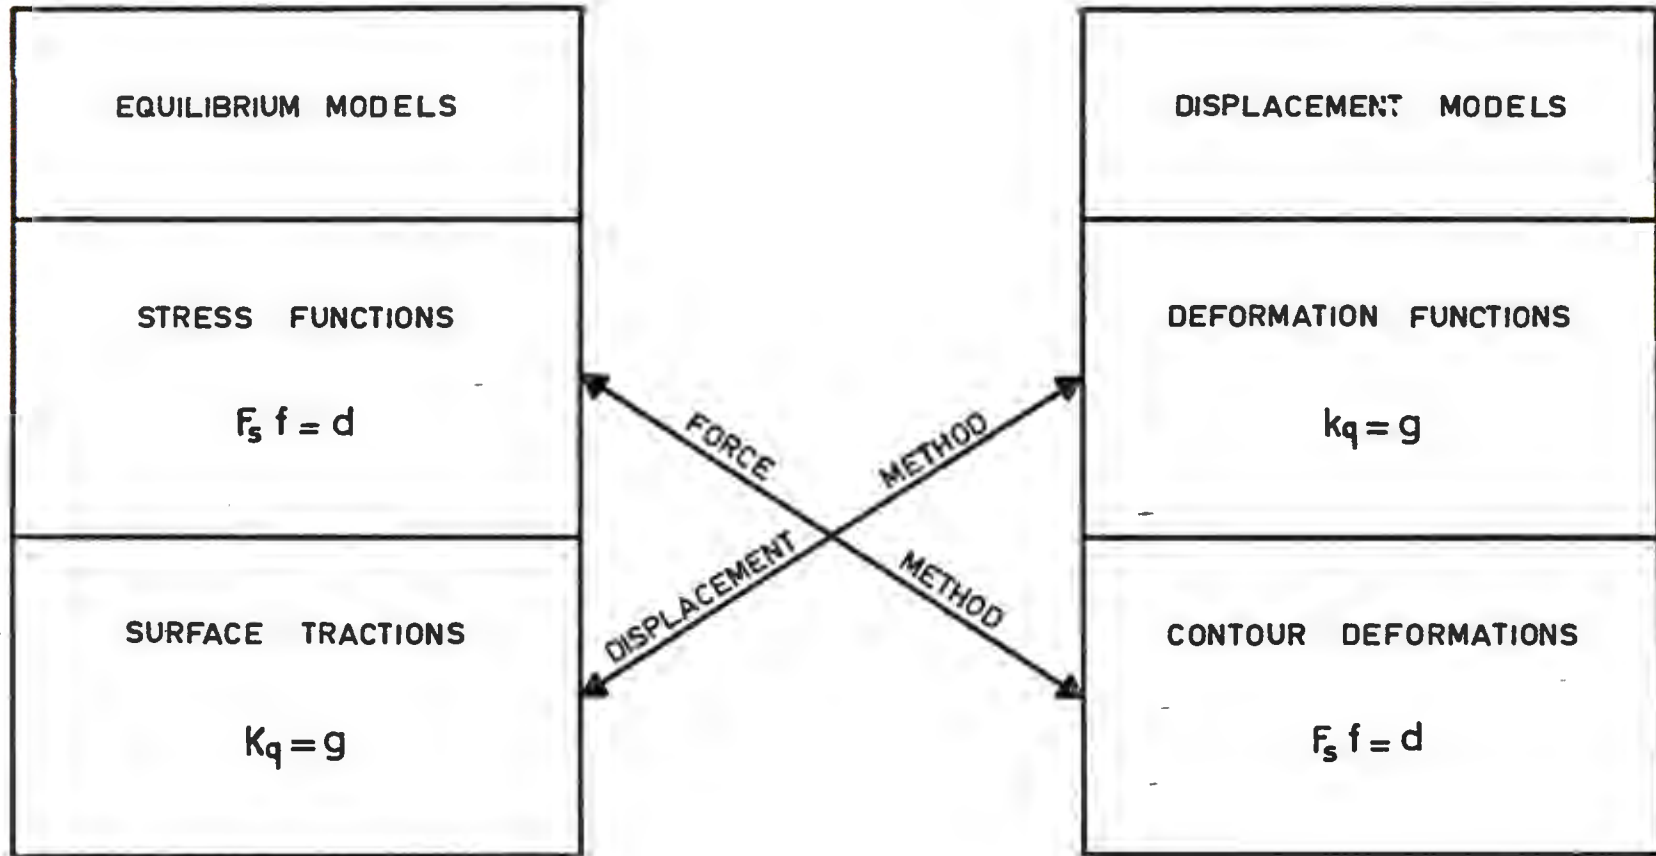 EQUILIBRIUM MODELS
STRESS FUNCTIONS
Fs f = d
SURFACE TRACTIONS
Kq = g
FORCE METHOD
DISPLACEMENT METHOD
DISPLACEMENT MODELS
DEFORMATION FUNCTIONS
kq = g
CONTOUR DEFORMATIONS
Fs f = d